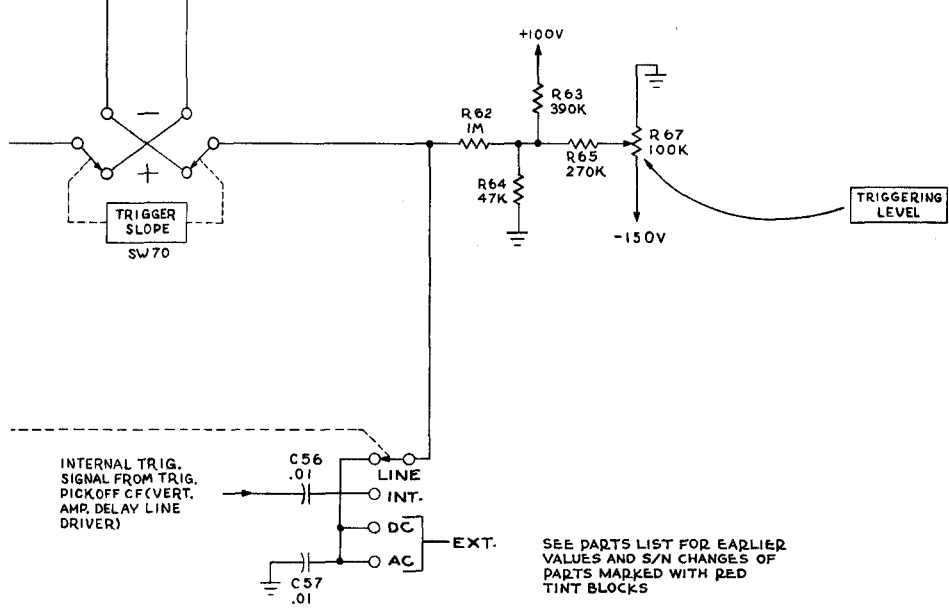 +100V
R63
390K
R62
1M
R67
100K
R65
270K
R64
47K
TRIGGERING
LEVEL
-150V
−
+
TRIGGER
SLOPE
SW70
INTERNAL TRIG.
SIGNAL FROM TRIG.
PICKOFF CF(VERT.
AMP. DELAY LINE
DRIVER)
C56
.01
LINE
INT.
DC
EXT.
AC
C57
.01
SEE PARTS LIST FOR EARLIER
VALUES AND S/N CHANGES OF
PARTS MARKED WITH RED
TINT BLOCKS